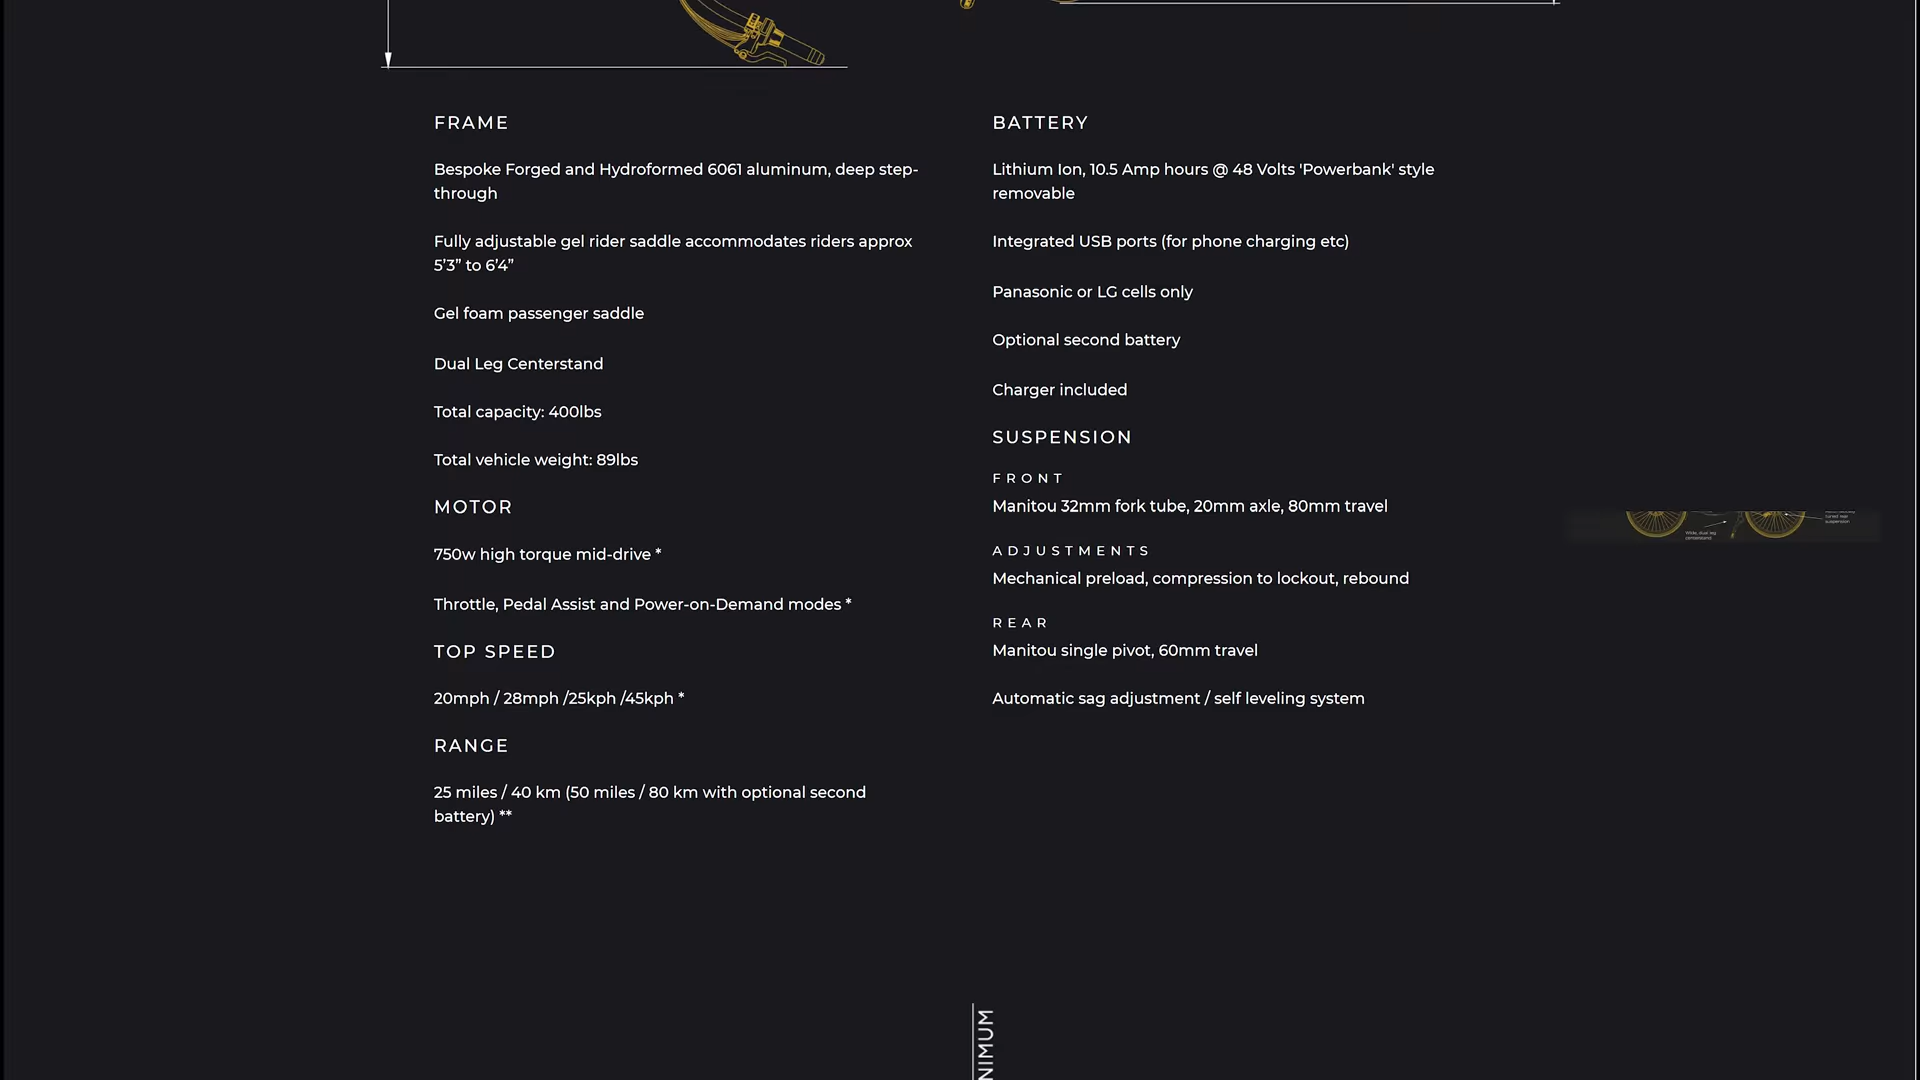 FRAME
Bespoke Forged and Hydroformed 6061 aluminum, deep step-
through
Fully adjustable gel rider saddle accommodates riders approx
5’3” to 6’4”
Gel foam passenger saddle
Dual Leg Centerstand
Total capacity: 400lbs
Total vehicle weight: 89lbs
MOTOR
750w high torque mid-drive *
Throttle, Pedal Assist and Power-on-Demand modes *
TOP SPEED
20mph / 28mph /25kph /45kph *
RANGE
25 miles / 40 km (50 miles / 80 km with optional second
battery) **
BATTERY
Lithium Ion, 10.5 Amp hours @ 48 Volts 'Powerbank' style
removable
Integrated USB ports (for phone charging etc)
Panasonic or LG cells only
Optional second battery
Charger included
SUSPENSION
FRONT
Manitou 32mm fork tube, 20mm axle, 80mm travel
ADJUSTMENTS
Mechanical preload, compression to lockout, rebound
REAR
Manitou single pivot, 60mm travel
Automatic sag adjustment / self leveling system
Wide, dual leg
centerstand
suspension
NIMUM